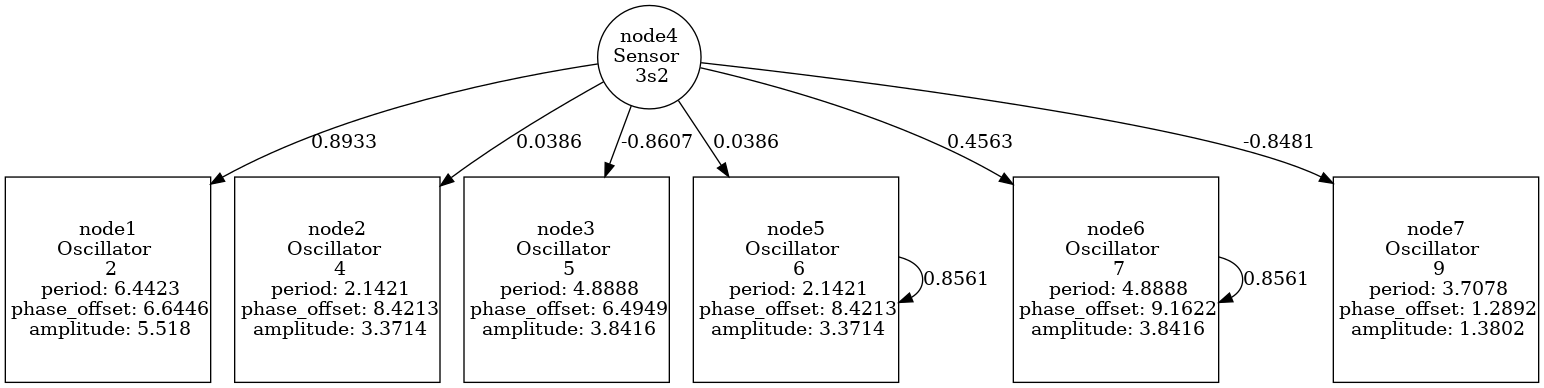 node4
Sensor
3s2
0.8933
0.0386
-0.8607
0.0386
0.4563
-0.8481
node1
Oscillator
2
period: 6.4423
phase_offset: 6.6446
amplitude: 5.518
node2
Oscillator
4
period: 2.1421
phase_offset: 8.4213
amplitude: 3.3714
node3
Oscillator
5
period: 4.8888
phase_offset: 6.4949
amplitude: 3.8416
node5
Oscillator
6
period: 2.1421
phase_offset: 8.4213
amplitude: 3.3714
0.8561
node6
Oscillator
7
period: 4.8888
phase_offset: 9.1622
amplitude: 3.8416
0.8561
node7
Oscillator
9
period: 3.7078
phase_offset: 1.2892
amplitude: 1.3802